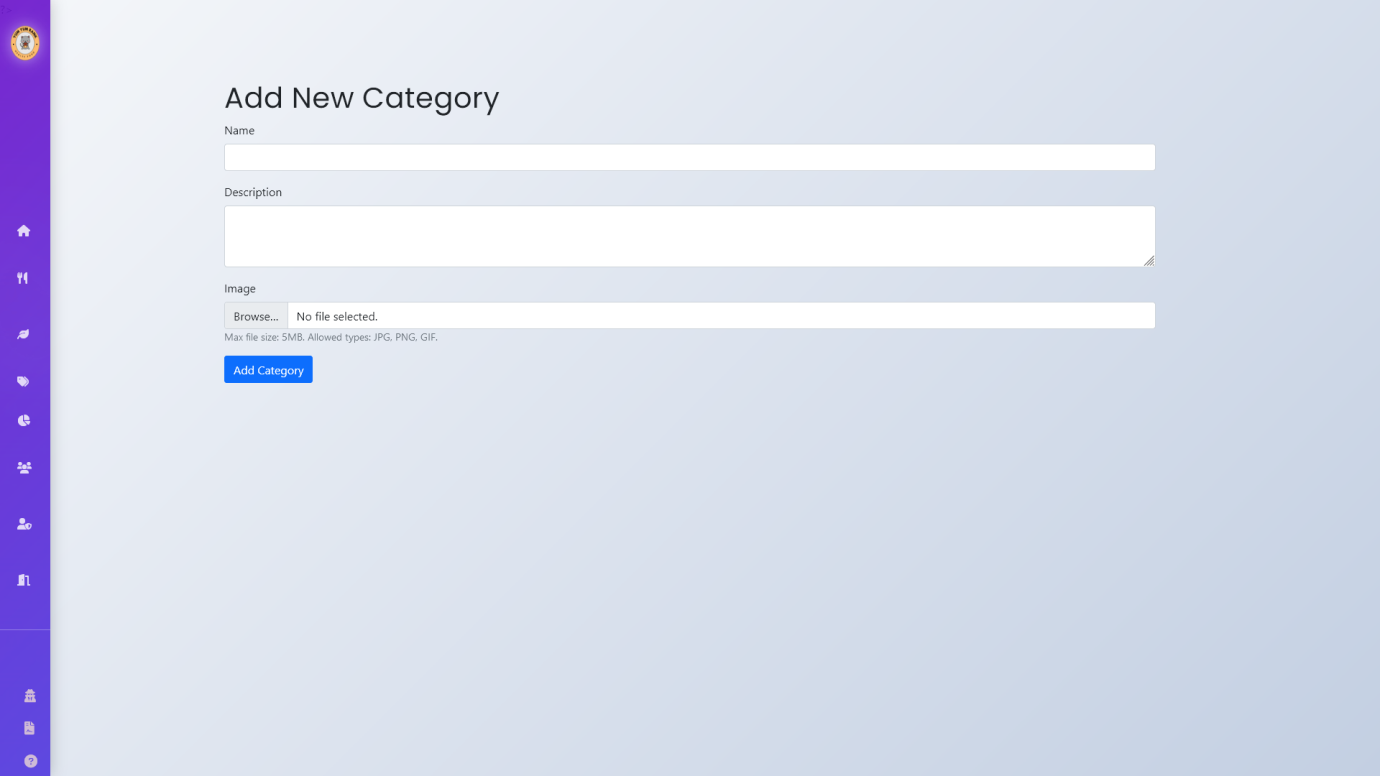 Add New Category
Name
Description
Image
Browse... No file selected.
Max file size: 5MB. Allowed types: JPG, PNG, GIF.
Add Category